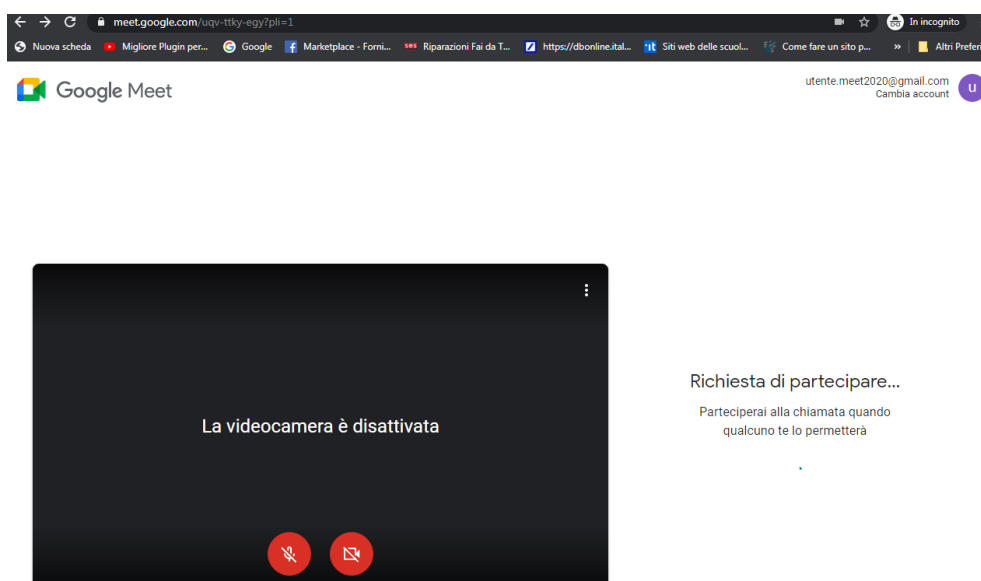 meet.google.com/uqv-ttky-egy?pli=1
In incognito
Nuova scheda Migliore Plugin per... Google Marketplace - Forni... SOS Riparazioni Fai da T... https://dbonline.ital... Siti web delle scuol... Come fare un sito p... » Altri Preferi
Google Meet
utente.meet2020@gmail.com
Cambia account
u
La videocamera è disattivata
Richiesta di partecipare...
Parteciperai alla chiamata quando
qualcuno te lo permetterà